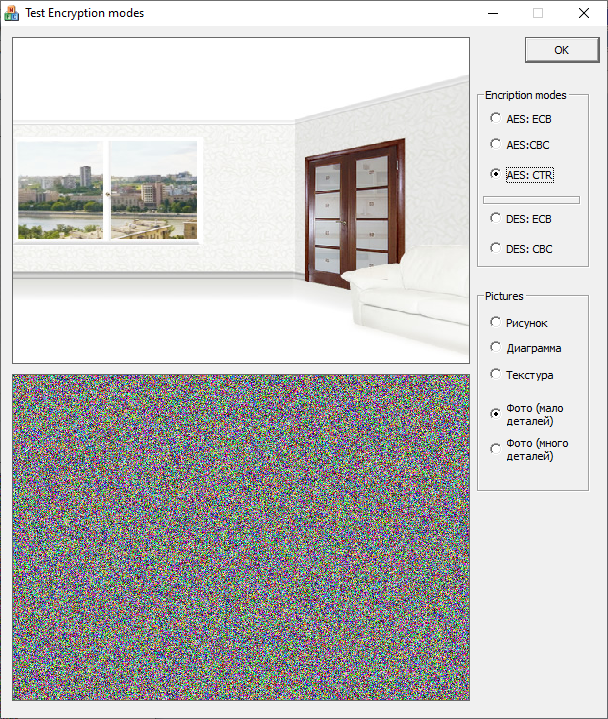 Test Encryption modes
OK
Encription modes
AES: ECB
AES:CBC
AES: CTR
DES: ECB
DES: CBC
Pictures
Рисунок
Диаграмма
Текстура
Фото (мало
деталей)
Фото (много
деталей)